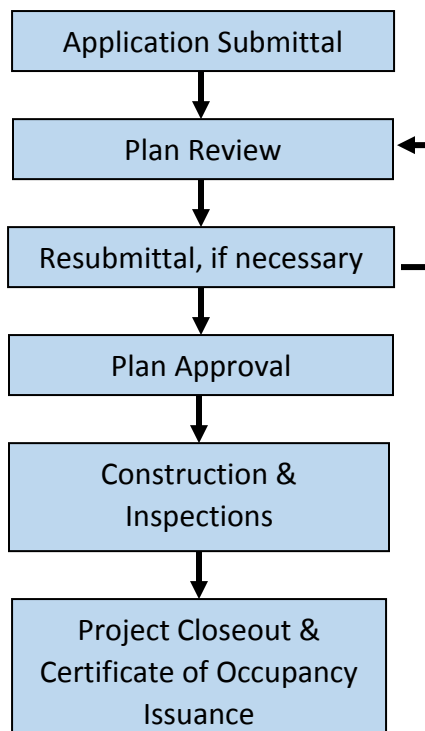 Application Submittal
Plan Review
Resubmittal, if necessary
Plan Approval
Construction &
Inspections
Project Closeout &
Certificate of Occupancy
Issuance